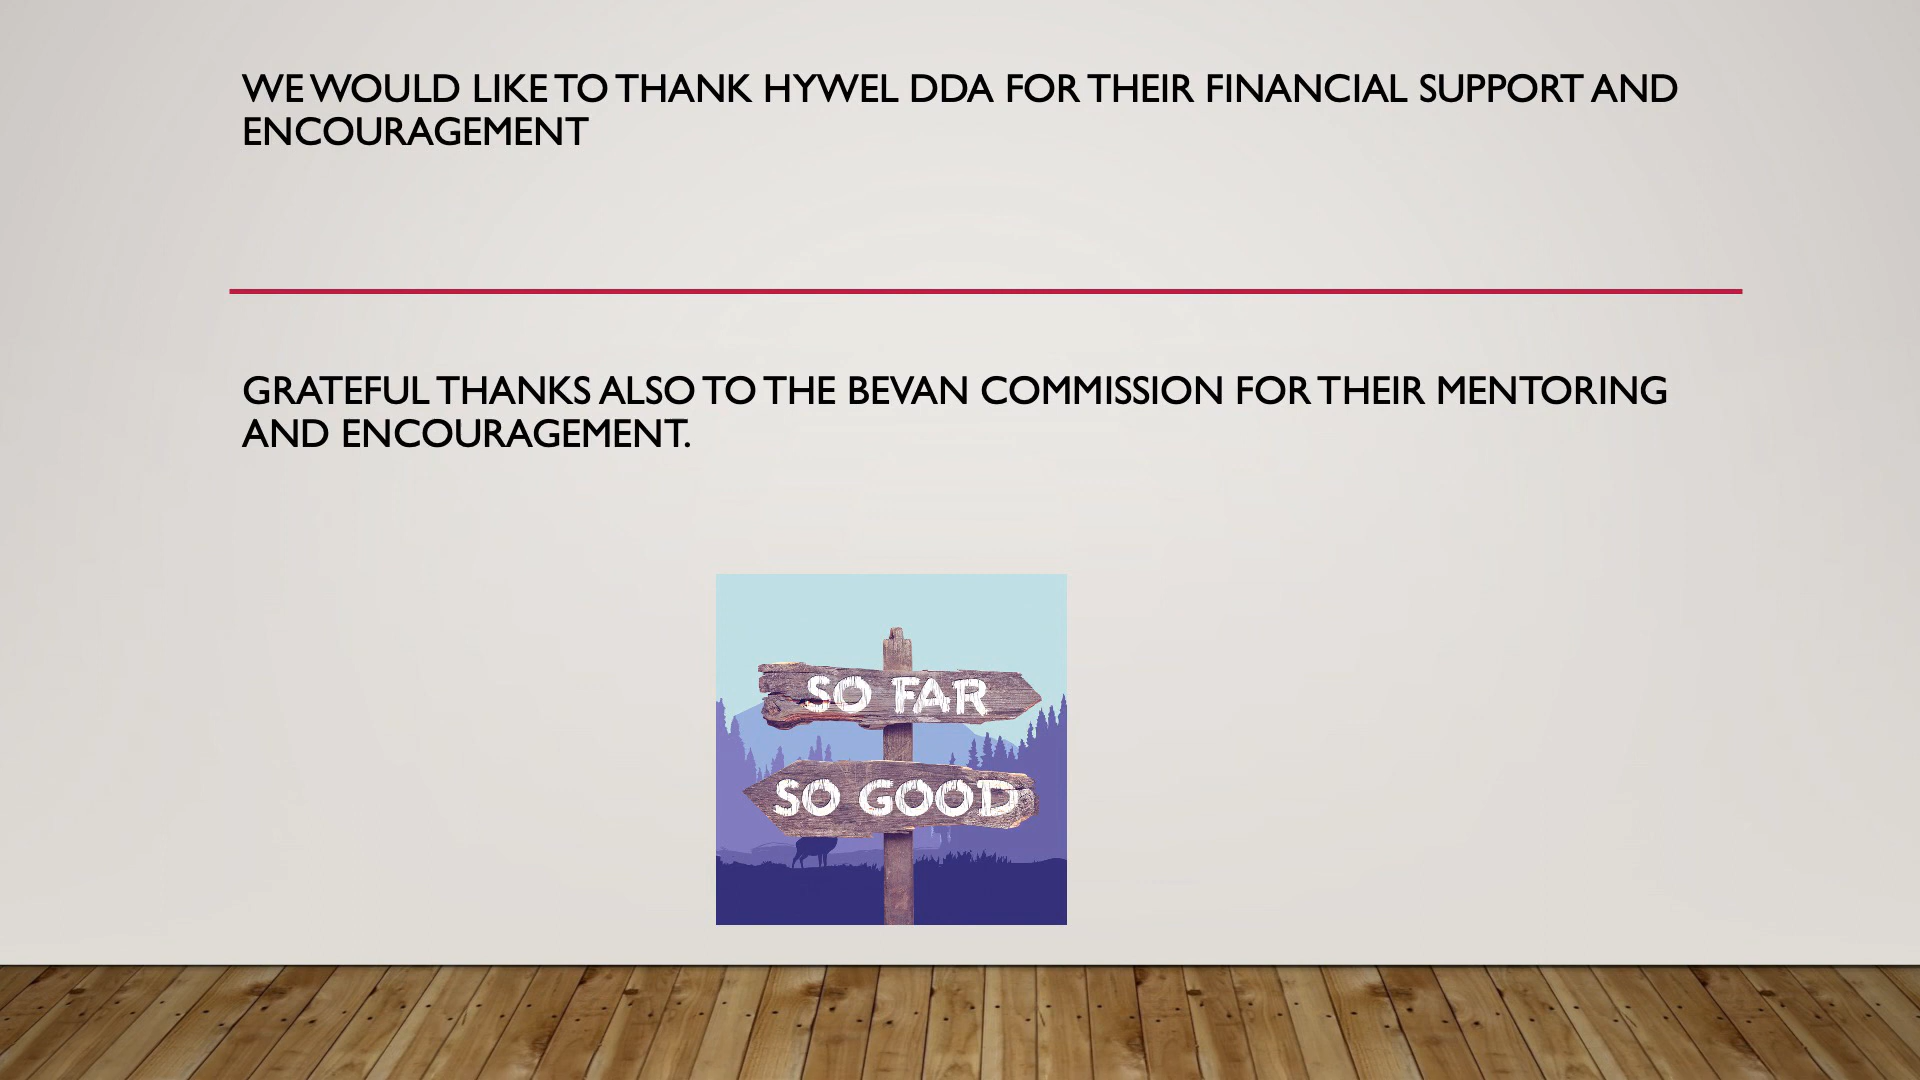 WE WOULD LIKE TO THANK HYWEL DDA FOR THEIR FINANCIAL SUPPORT AND
ENCOURAGEMENT
GRATEFUL THANKS ALSO TO THE BEVAN COMMISSION FOR THEIR MENTORING
AND ENCOURAGEMENT.
SO FAR
SO GOOD